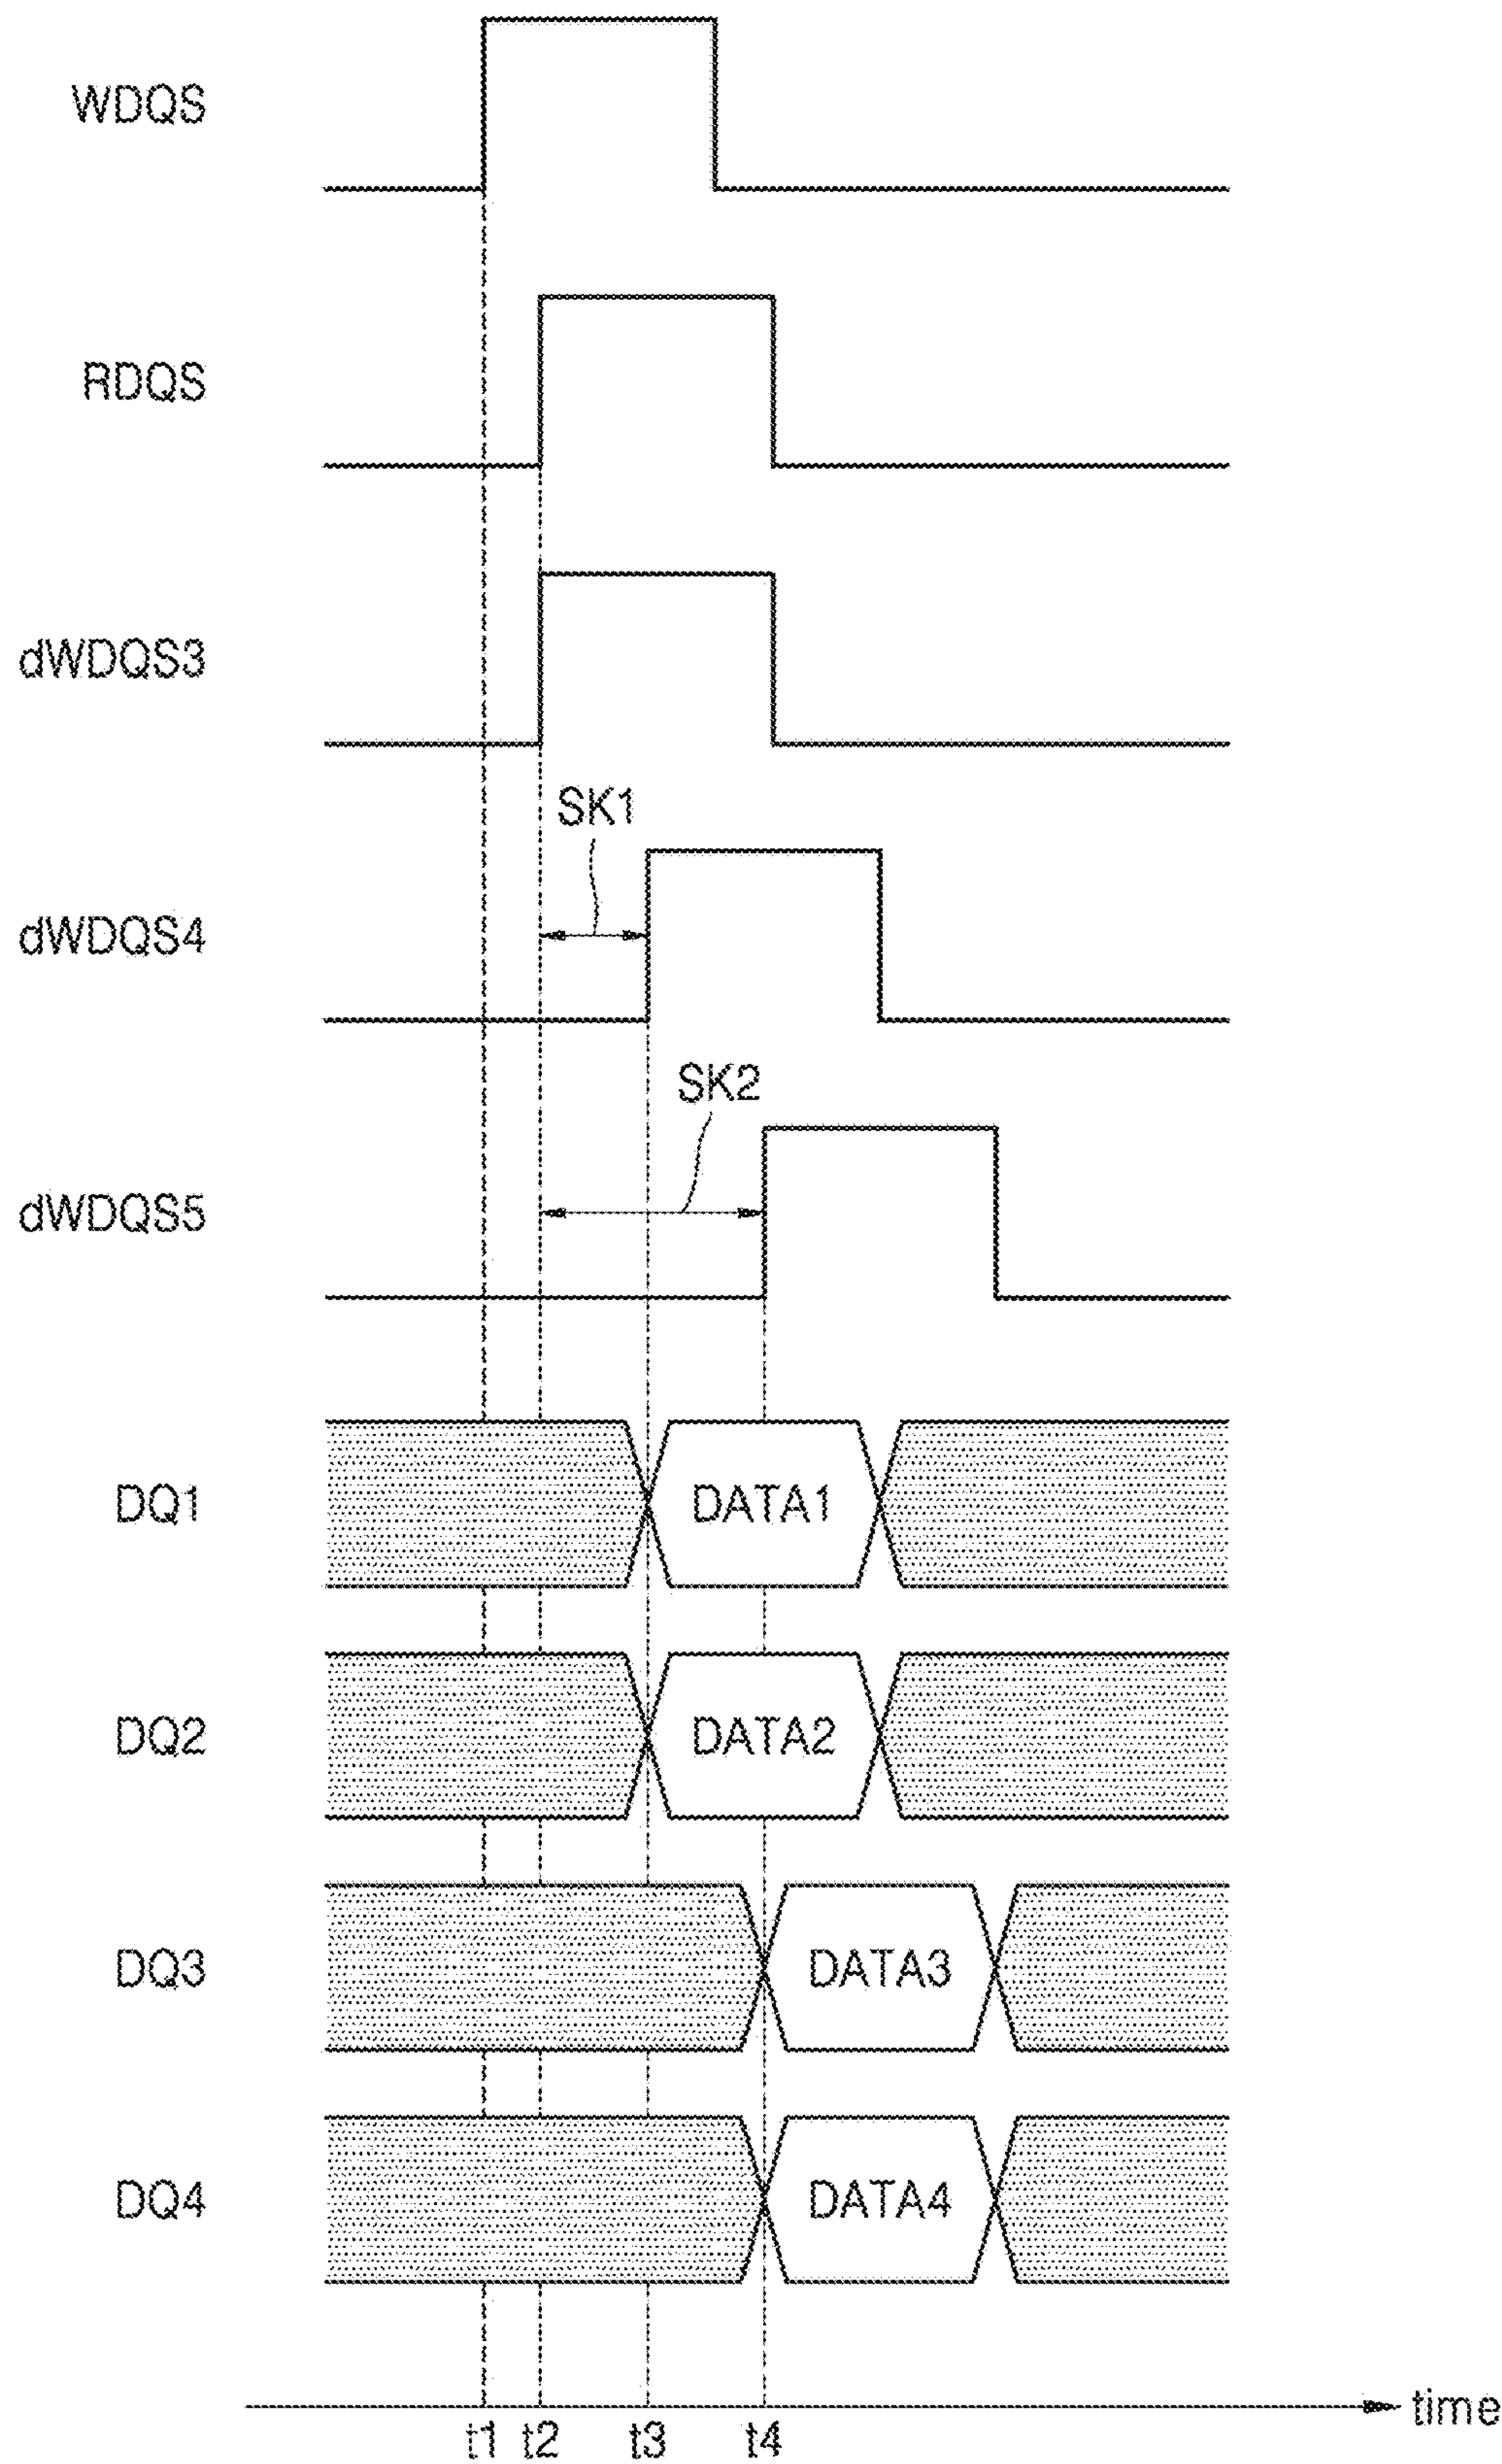 WDQS
RDQS
dWDQS3
SK1
dWDQS4
SK2
dWDQS5
DQ1 DATA1
DQ2 DATA2
DQ3 DATA3
DQ4 DATA4
time
t1 t2 t3 t4